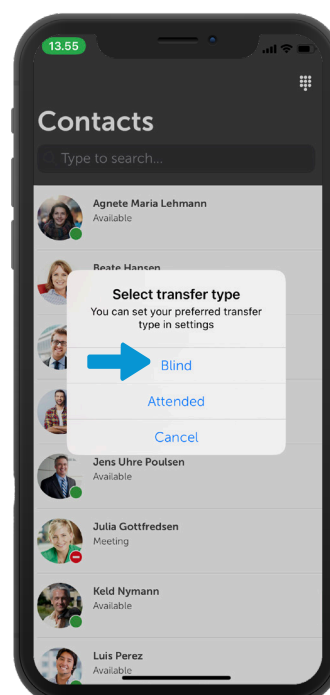 13.55
Contacts
Type to search...
Agnete Maria Lehmann
Available
Beate Hansen
Select transfer type
You can set your preferred transfer
type in settings
Blind
Attended
Cancel
Jens Uhre Poulsen
Available
Julia Gottfredsen
Meeting
Keld Nymann
Available
Luis Perez
Available